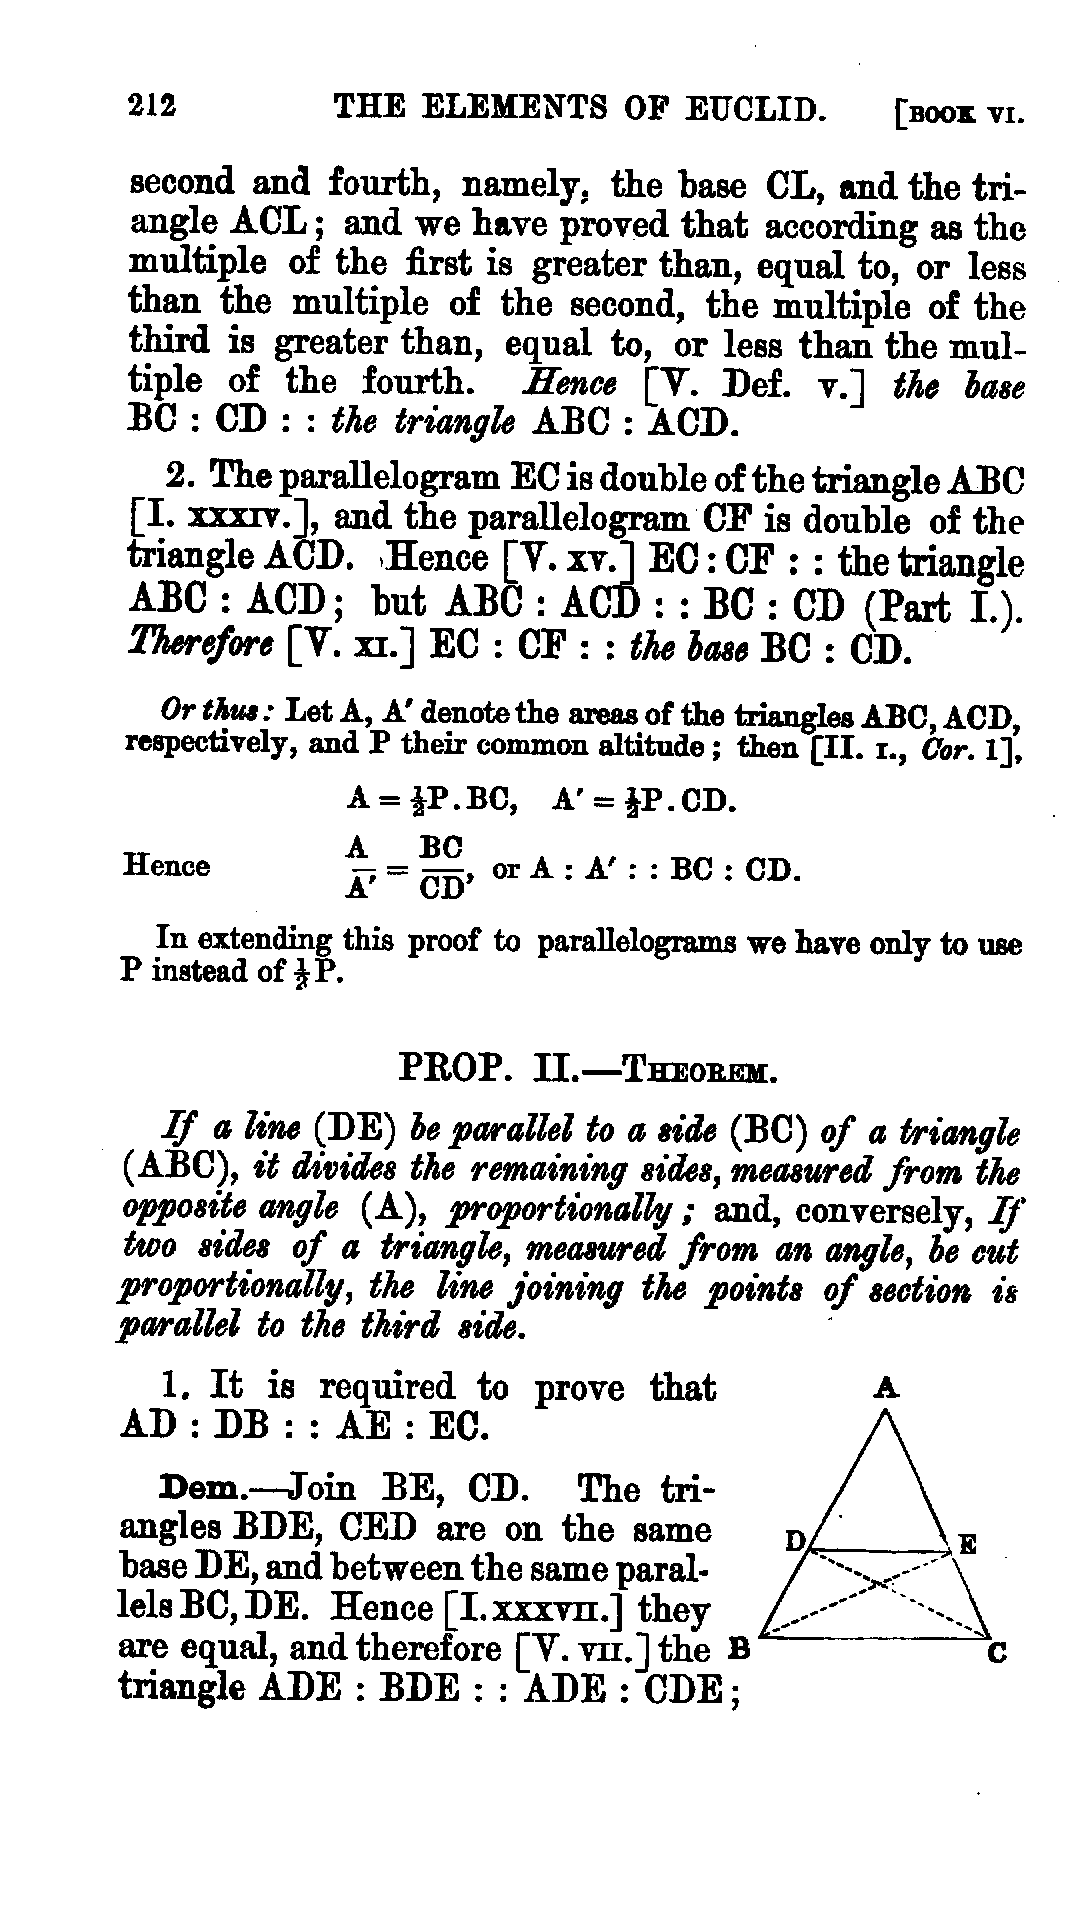 212 THE ELEMENTS OF EUCLID. [BOOK VI.
second and fourth, namely, the base CL, and the tri-
angle ACL; and we have proved that according as the
multiple of the first is greater than, equal to, or less
than the multiple of the second, the multiple of the
third is greater than, equal to, or less than the mul-
tiple of the fourth. Hence [V. Def. V.] the base
BC : CD : : the triangle ABC : ACD.
2. The parallelogram EC is double of the triangle ABC
[I. XXXIV.], and the parallelogram CF is double of the
triangle ACD. Hence [V. XV.] EC : CF : : the triangle
ABC : ACD; but ABC : ACD : : BC : CD (Part I.).
Therefore [V. XI.] EC : CF : : the base BC : CD.
Or thus: Let A, A′ denote the areas of the triangles ABC, ACD,
respectively, and P their common altitude; then [II. I., Cor. 1],
A = ½P.BC, A′ = ½P.CD.
Hence A/A′ = BC/CD, or A : A′ : : BC : CD.
In extending this proof to parallelograms we have only to use
P instead of ½P.
PROP. II.—THEOREM.
If a line (DE) be parallel to a side (BC) of a triangle
(ABC), it divides the remaining sides, measured from the
opposite angle (A), proportionally; and, conversely, If
two sides of a triangle, measured from an angle, be cut
proportionally, the line joining the points of section is
parallel to the third side.
1. It is required to prove that
AD : DB : : AE : EC.
Dem.—Join BE, CD. The tri-
angles BDE, CED are on the same
base DE, and between the same paral-
lels BC, DE. Hence [I. XXXVII.] they
are equal, and therefore [V. VII.] the
triangle ADE : BDE : : ADE : CDE;
A
D E
B C